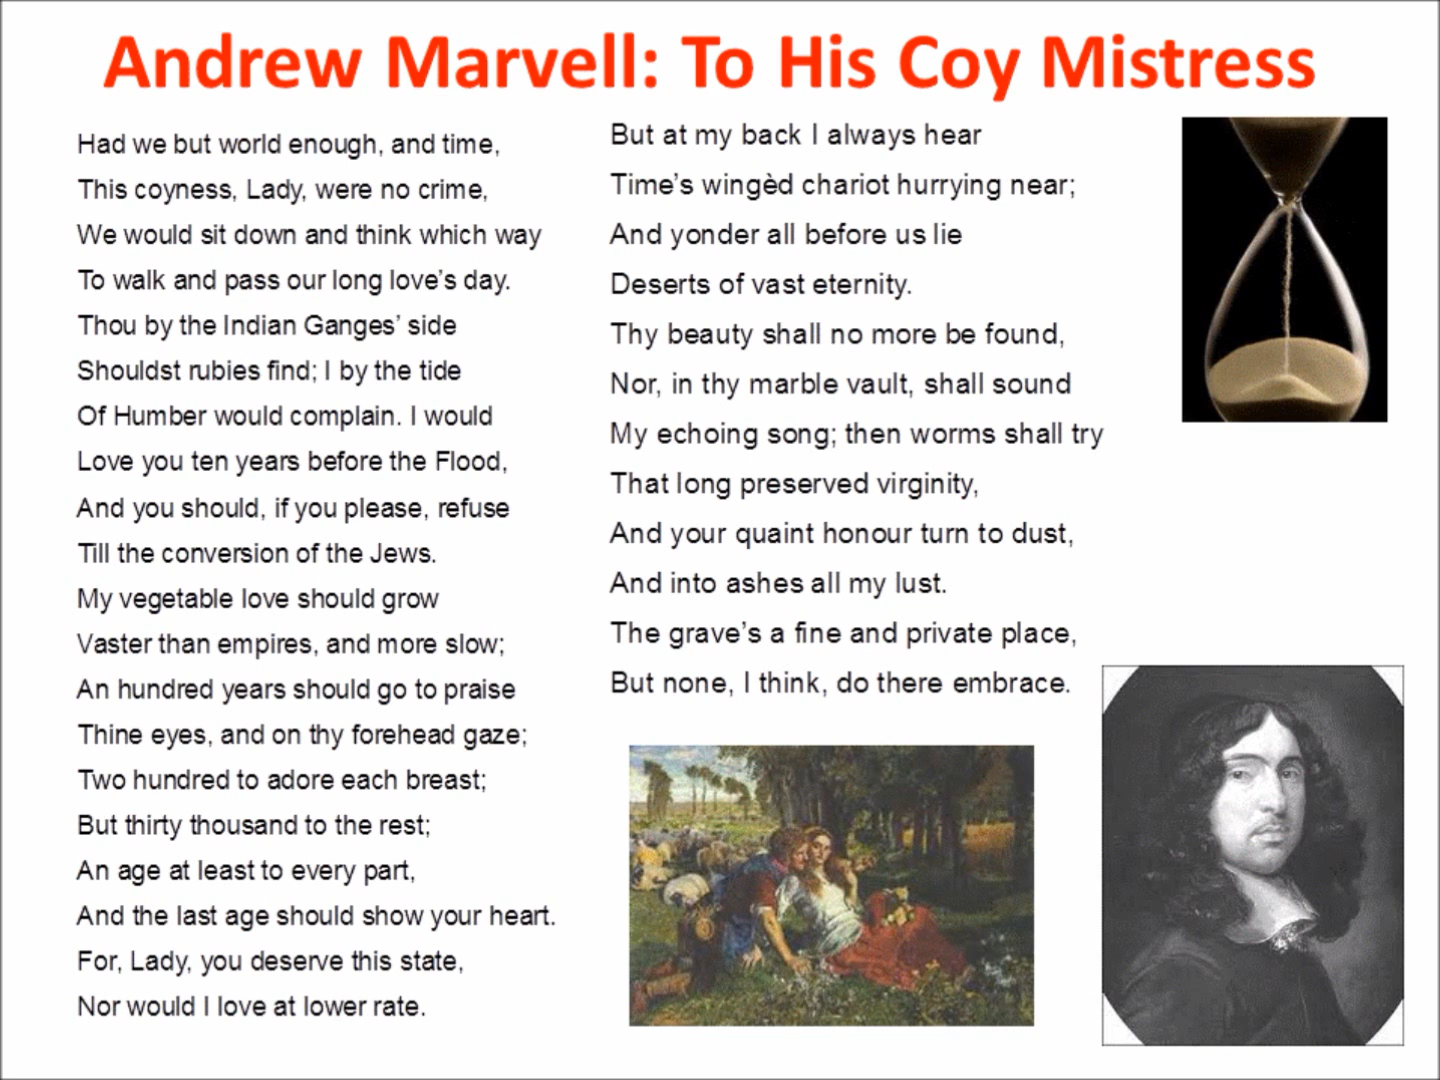 Andrew Marvell: To His Coy Mistress
Had we but world enough, and time,
This coyness, Lady, were no crime,
We would sit down and think which way
To walk and pass our long love’s day.
Thou by the Indian Ganges’ side
Shouldst rubies find; I by the tide
Of Humber would complain. I would
Love you ten years before the Flood,
And you should, if you please, refuse
Till the conversion of the Jews.
My vegetable love should grow
Vaster than empires, and more slow;
An hundred years should go to praise
Thine eyes, and on thy forehead gaze;
Two hundred to adore each breast;
But thirty thousand to the rest;
An age at least to every part,
And the last age should show your heart.
For, Lady, you deserve this state,
Nor would I love at lower rate.
But at my back I always hear
Time’s wingèd chariot hurrying near;
And yonder all before us lie
Deserts of vast eternity.
Thy beauty shall no more be found,
Nor, in thy marble vault, shall sound
My echoing song; then worms shall try
That long preserved virginity,
And your quaint honour turn to dust,
And into ashes all my lust.
The grave’s a fine and private place,
But none, I think, do there embrace.